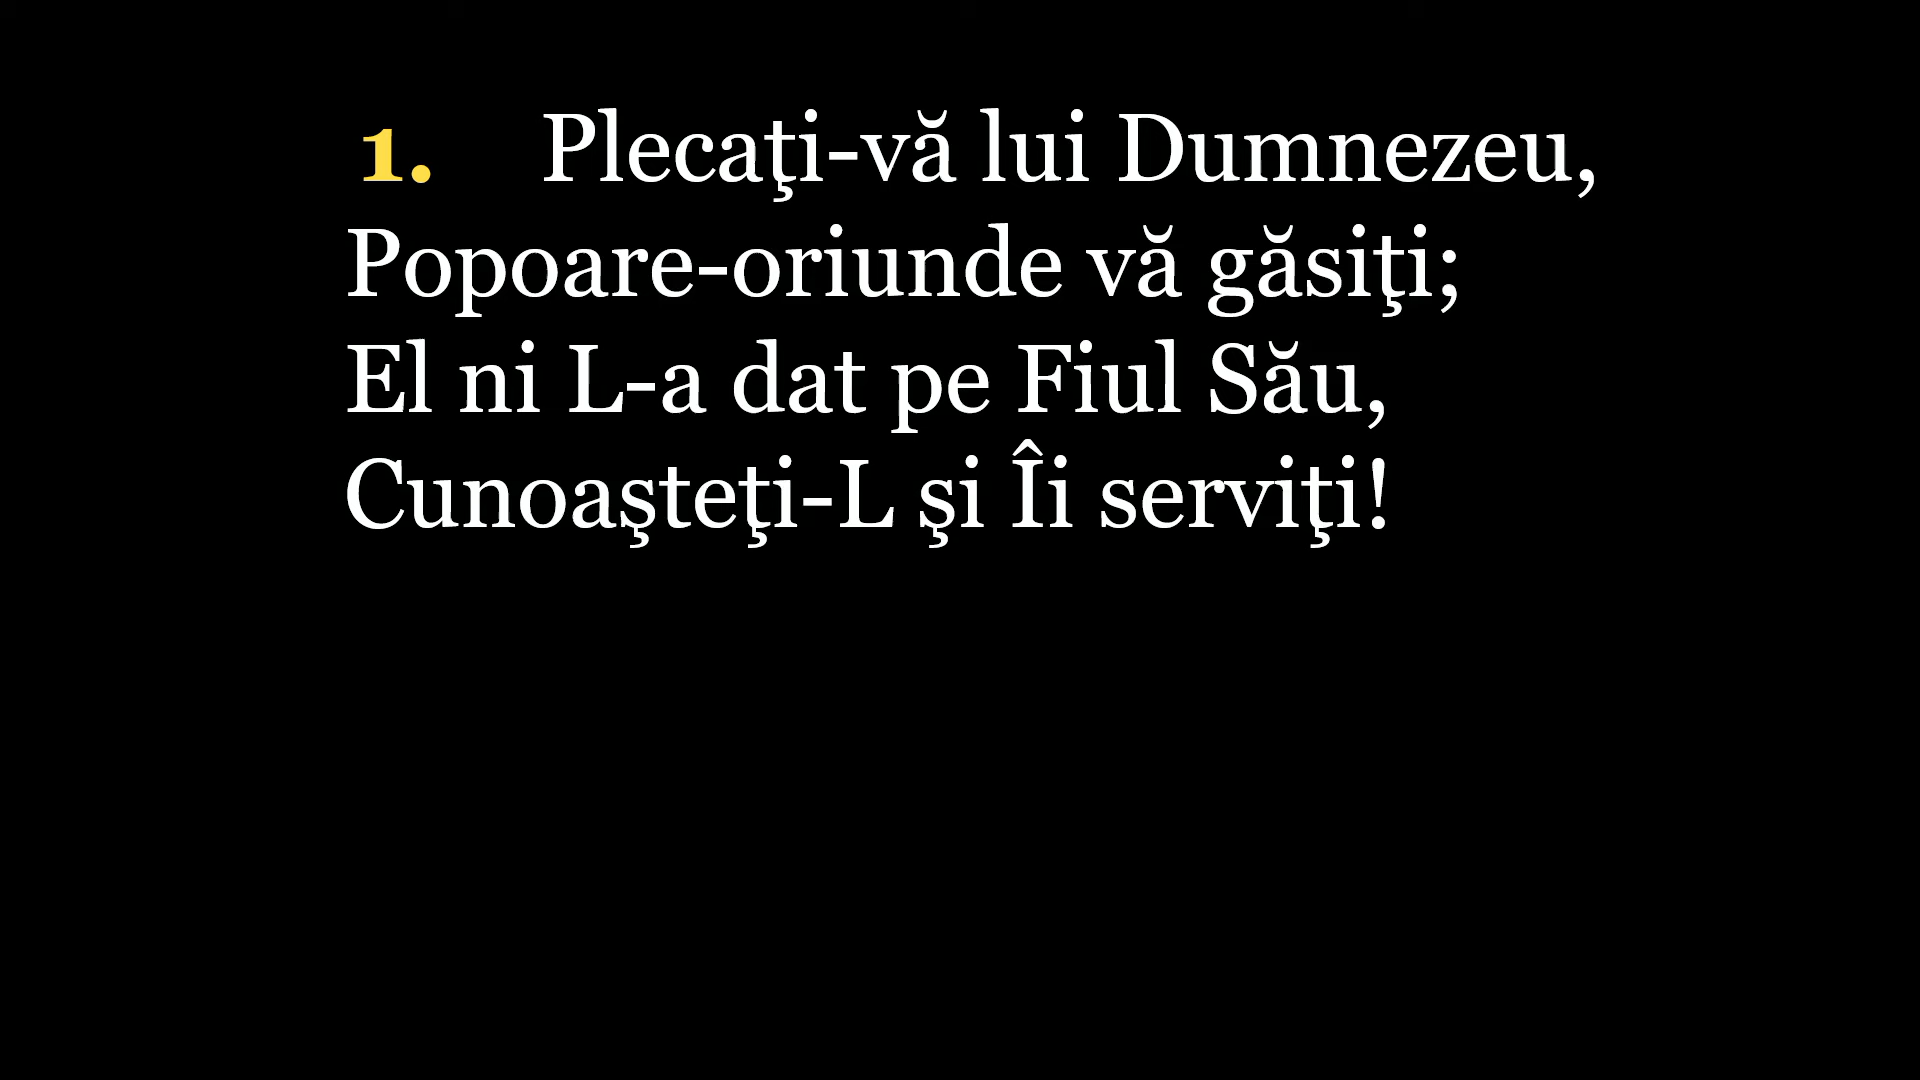 1. Plecaţi-vă lui Dumnezeu,
Popoare-oriunde vă găsiţi;
El ni L-a dat pe Fiul Său,
Cunoaşteţi-L şi Îi serviţi!